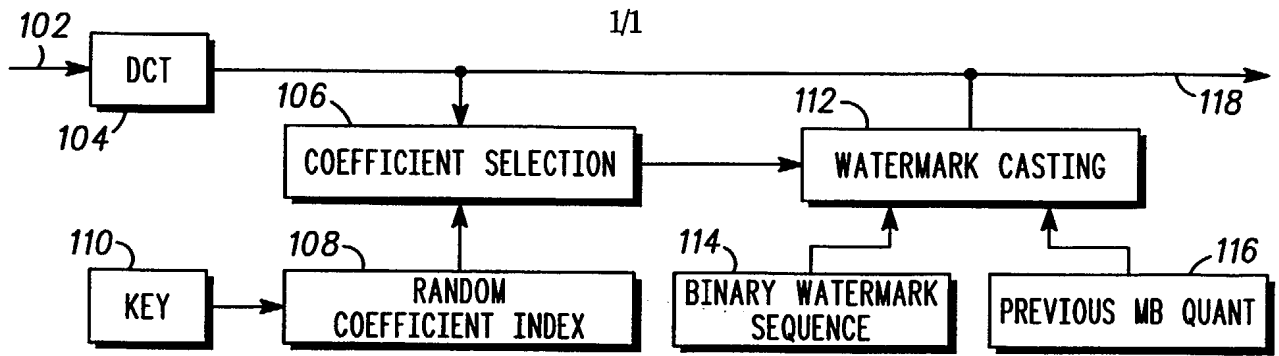 1/1
102
DCT
104
106
COEFFICIENT SELECTION
112
WATERMARK CASTING
118
110
KEY
108
RANDOM
COEFFICIENT INDEX
114
BINARY WATERMARK
SEQUENCE
116
PREVIOUS MB QUANT